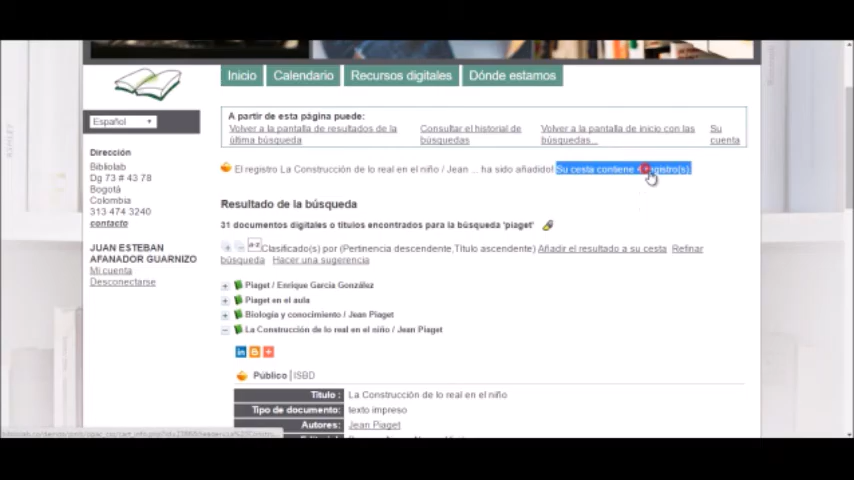 Inicio Calendario Recursos digitales Dónde estamos
Español
A partir de esta página puede:
Volver a la pantalla de resultados de la última búsqueda
Consultar el historial de búsquedas
Volver a la pantalla de inicio con las búsquedas...
Su cuenta
Dirección
Bibliolab
Dg 73 # 43 78
Bogotá
Colombia
313 474 3240
contacto
JUAN ESTEBAN
AFANADOR GUARNIZO
Mi cuenta
Desconectarse
El registro La Construcción de lo real en el niño / Jean ... ha sido añadido! Su cesta contiene registro(s).
Resultado de la búsqueda
31 documentos digitales o títulos encontrados para la búsqueda 'piaget'
Clasificado(s) por (Pertinencia descendente,Título ascendente) Añadir el resultado a su cesta Refinar
búsqueda Hacer una sugerencia
Piaget / Enrique García González
Piaget en el aula
Biología y conocimiento / Jean Piaget
La Construcción de lo real en el niño / Jean Piaget
Público ISBD
Título : La Construcción de lo real en el niño
Tipo de documento: texto impreso
Autores: Jean Piaget